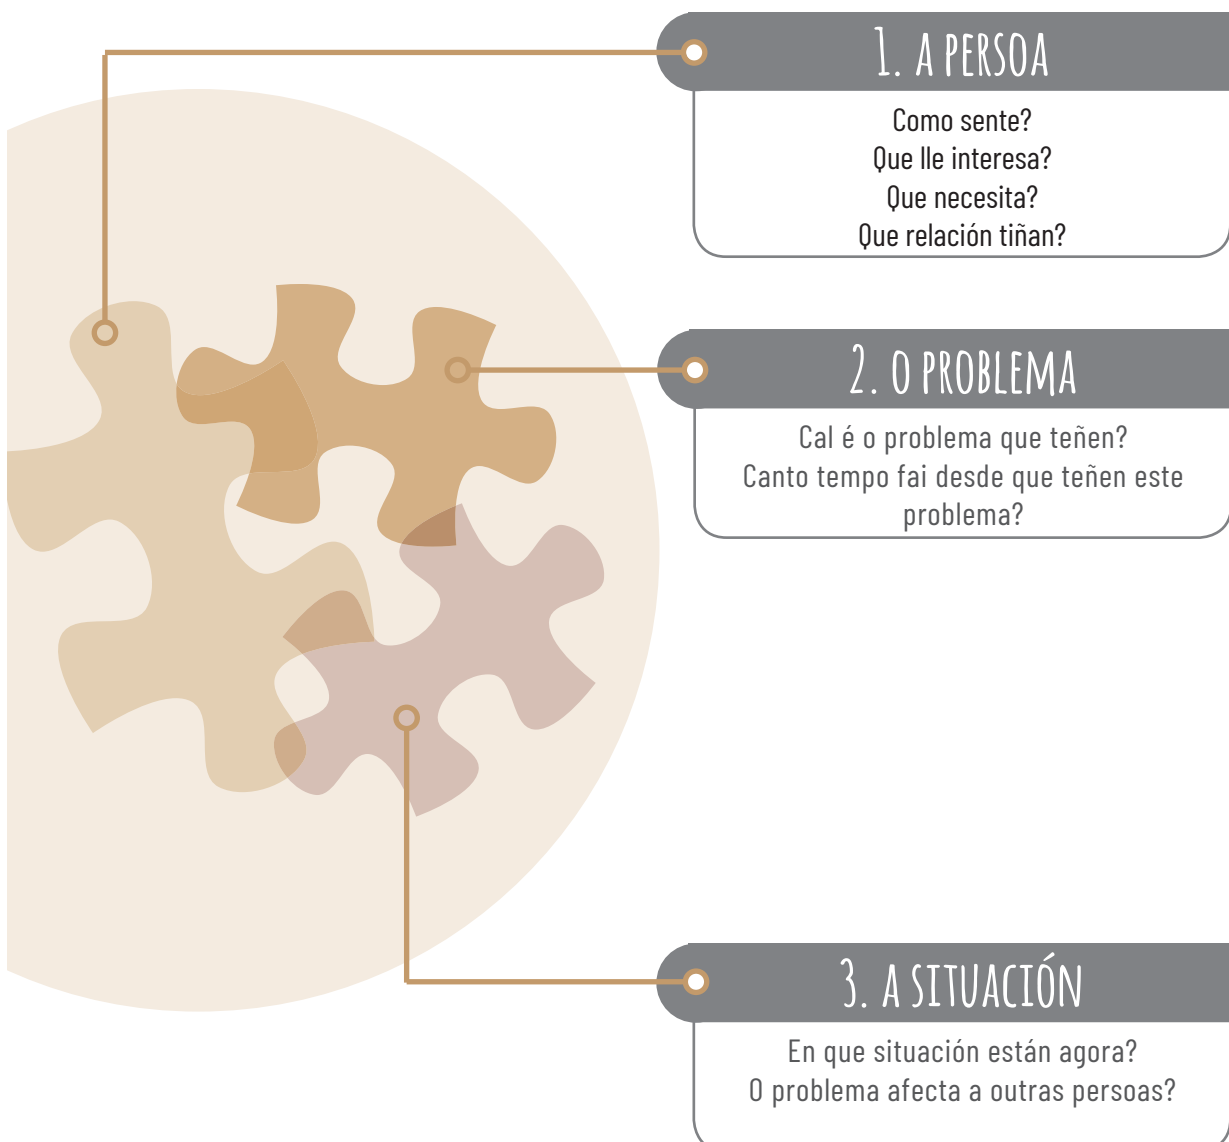 1. A PERSOA
Como sente?
Que lle interesa?
Que necesita?
Que relación tiñan?
2. O PROBLEMA
Cal é o problema que teñen?
Canto tempo fai desde que teñen este
problema?
3. A SITUACIÓN
En que situación están agora?
O problema afecta a outras persoas?